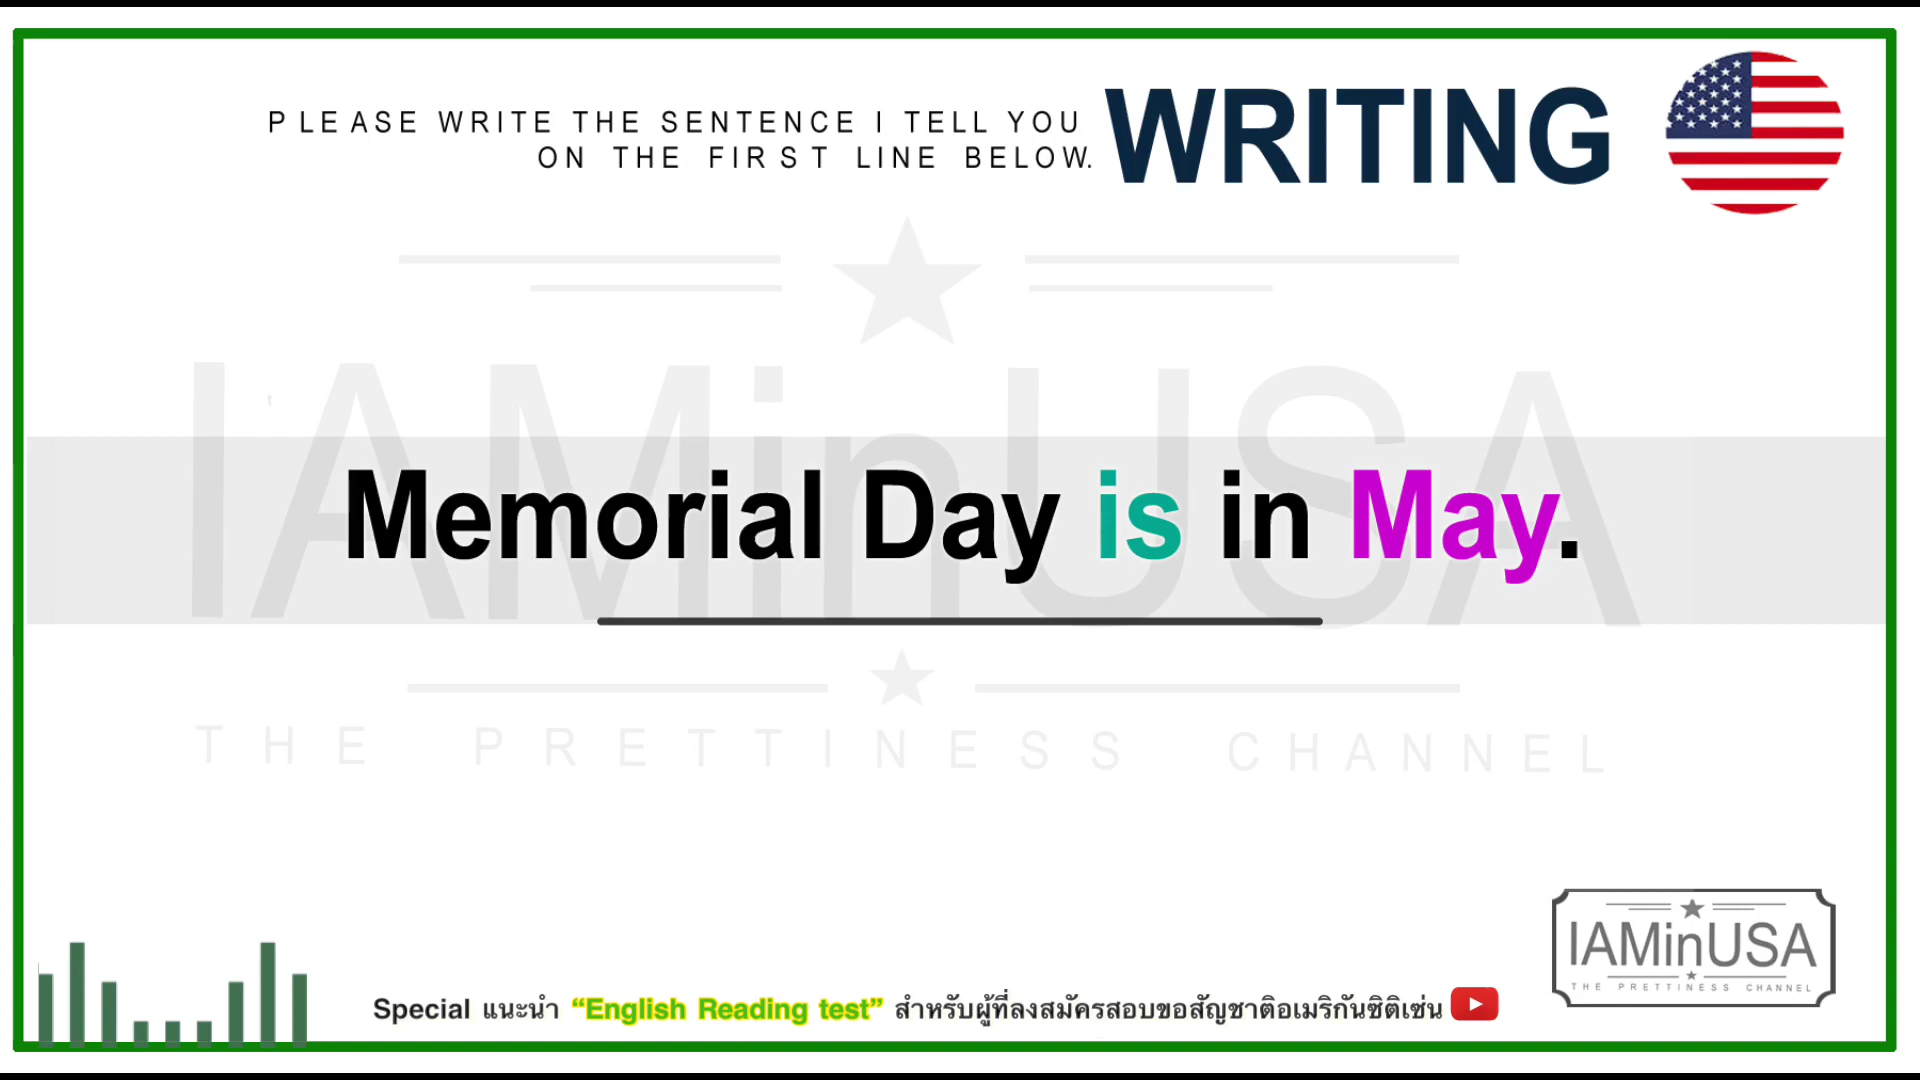 PLEASE WRITE THE SENTENCE I TELL YOU
ON THE FIRST LINE BELOW.
WRITING
IAMinUSA
Memorial Day is in May.
THE PRETTINESS CHANNEL
IAMinUSA
THE PRETTINESS CHANNEL
Special แนะนำ “English Reading test” สำหรับผู้ที่ลงสมัครสอบขอสัญชาติอเมริกันซิติเซ่น